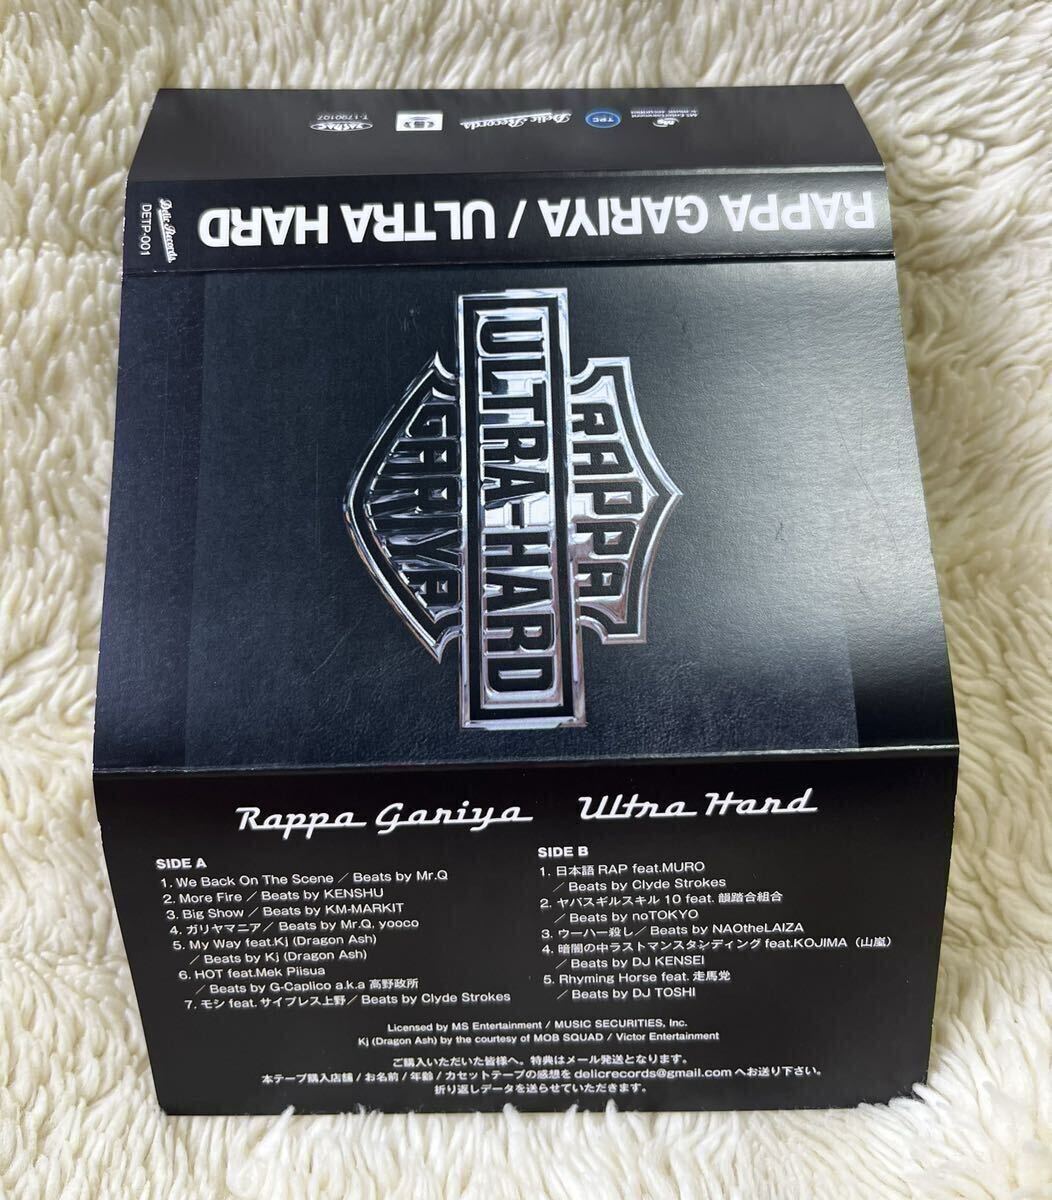 MS Entertainment
TPC
Delic Records
T-1790107
RAPPA GARIYA / ULTRA HARD
Delic Records
DETP-001
RAPPA
ULTRA-HARD
GARIYA
Rappa Gariya Ultra Hard
SIDE A
1. We Back On The Scene / Beats by Mr.Q
2. More Fire / Beats by KENSHU
3. Big Show / Beats by KM-MARKIT
4. ガリヤマニア / Beats by Mr.Q, yooco
5. My Way feat.Kj (Dragon Ash)
/ Beats by Kj (Dragon Ash)
6. HOT feat.Mek Piisua
/ Beats by G-Caplico a.k.a 高野政所
7. モシ feat. サイプレス上野 / Beats by Clyde Strokes
SIDE B
1. 日本語 RAP feat.MURO
/ Beats by Clyde Strokes
2. ヤバスギルスキル 10 feat. 韻踏合組合
/ Beats by noTOKYO
3. ウーハー殺し / Beats by NAOtheLAIZA
4. 暗闇の中ラストマンスタンディング feat.KOJIMA（山嵐）
/ Beats by DJ KENSEI
5. Rhyming Horse feat. 走馬党
/ Beats by DJ TOSHI
Licensed by MS Entertainment / MUSIC SECURITIES, Inc.
Kj (Dragon Ash) by the courtesy of MOB SQUAD / Victor Entertainment
ご購入いただいた皆様へ。特典はメール発送となります。
本テープ購入店舗 / お名前 / 年齢 / カセットテープの感想を delicrecords@gmail.com へお送り下さい。
折り返しデータを送らせていただきます。